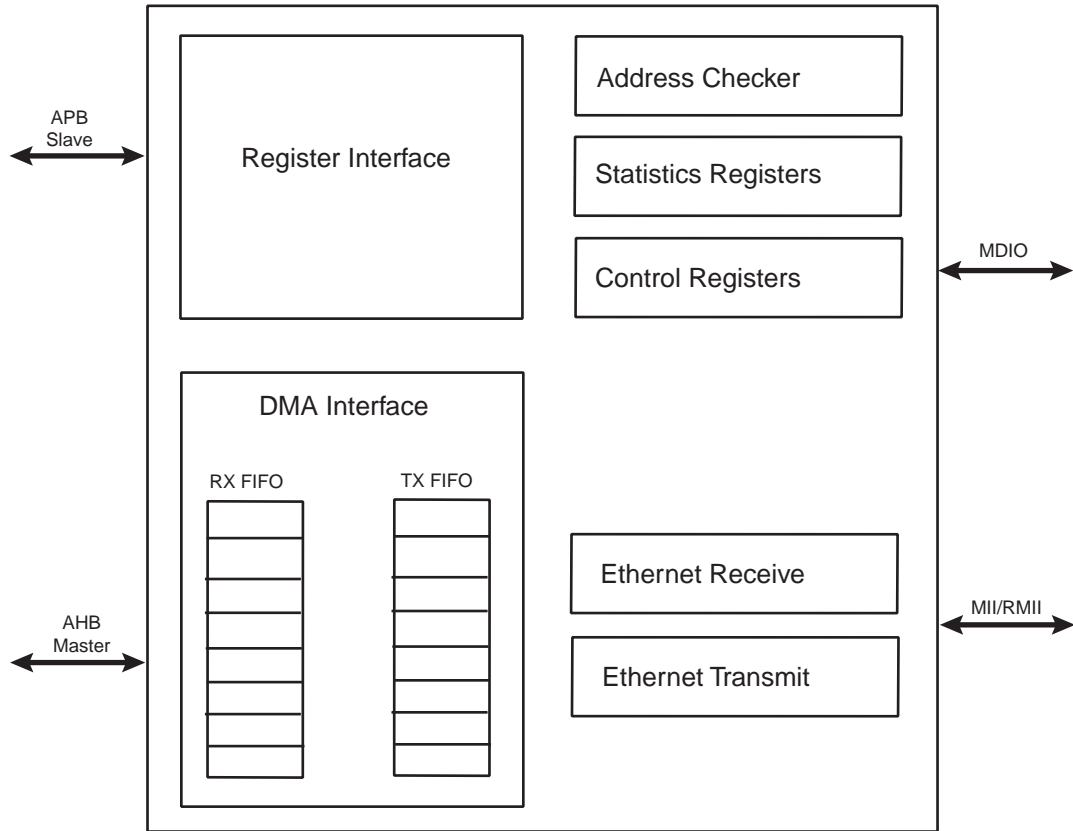 APB
Slave
Register Interface
Address Checker
Statistics Registers
Control Registers
MDIO
DMA Interface
RX FIFO
TX FIFO
AHB
Master
Ethernet Receive
Ethernet Transmit
MII/RMII